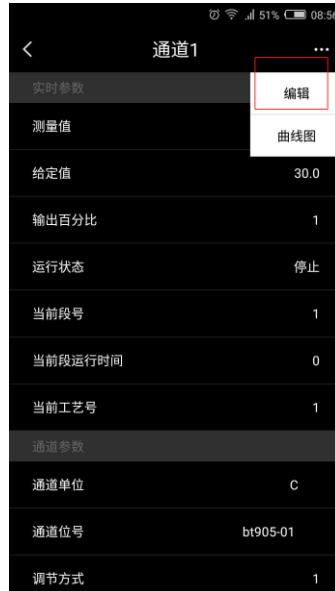 51% 08:56
通道1
实时参数
编辑
测量值
曲线图
给定值 30.0
输出百分比 1
运行状态 停止
当前段号 1
当前段运行时间 0
当前工艺号 1
通道参数
通道单位 C
通道位号 bt905-01
调节方式 1